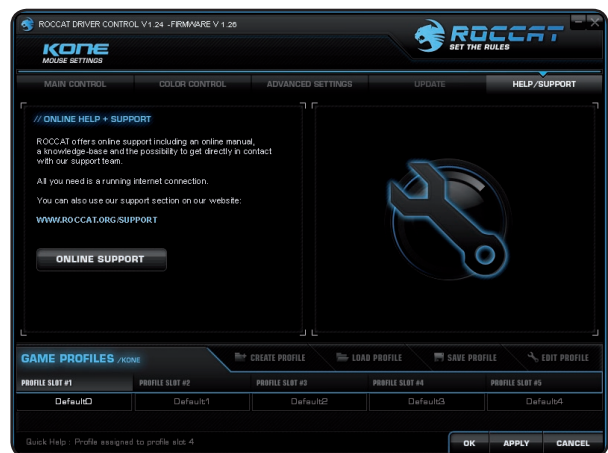 ROCCAT DRIVER CONTROL V 1.24 -FIRMWARE V 1.26
ROCCAT
SET THE RULES
KONE
MOUSE SETTINGS
MAIN CONTROL COLOR CONTROL ADVANCED SETTINGS UPDATE HELP/SUPPORT
// ONLINE HELP + SUPPORT
ROCCAT offers online support including an online manual,
a knowledge-base and the possibility to get directly in contact
with our support team.
All you need is a running internet connection.
You can also use our support section on our website:
WWW.ROCCAT.ORG/SUPPORT
ONLINE SUPPORT
GAME PROFILES /KONE CREATE PROFILE LOAD PROFILE SAVE PROFILE EDIT PROFILE
PROFILE SLOT #1 PROFILE SLOT #2 PROFILE SLOT #3 PROFILE SLOT #4 PROFILE SLOT #5
Default0 Default1 Default2 Default3 Default4
Quick Help : Profile assigned to profile slot 4
OK APPLY CANCEL